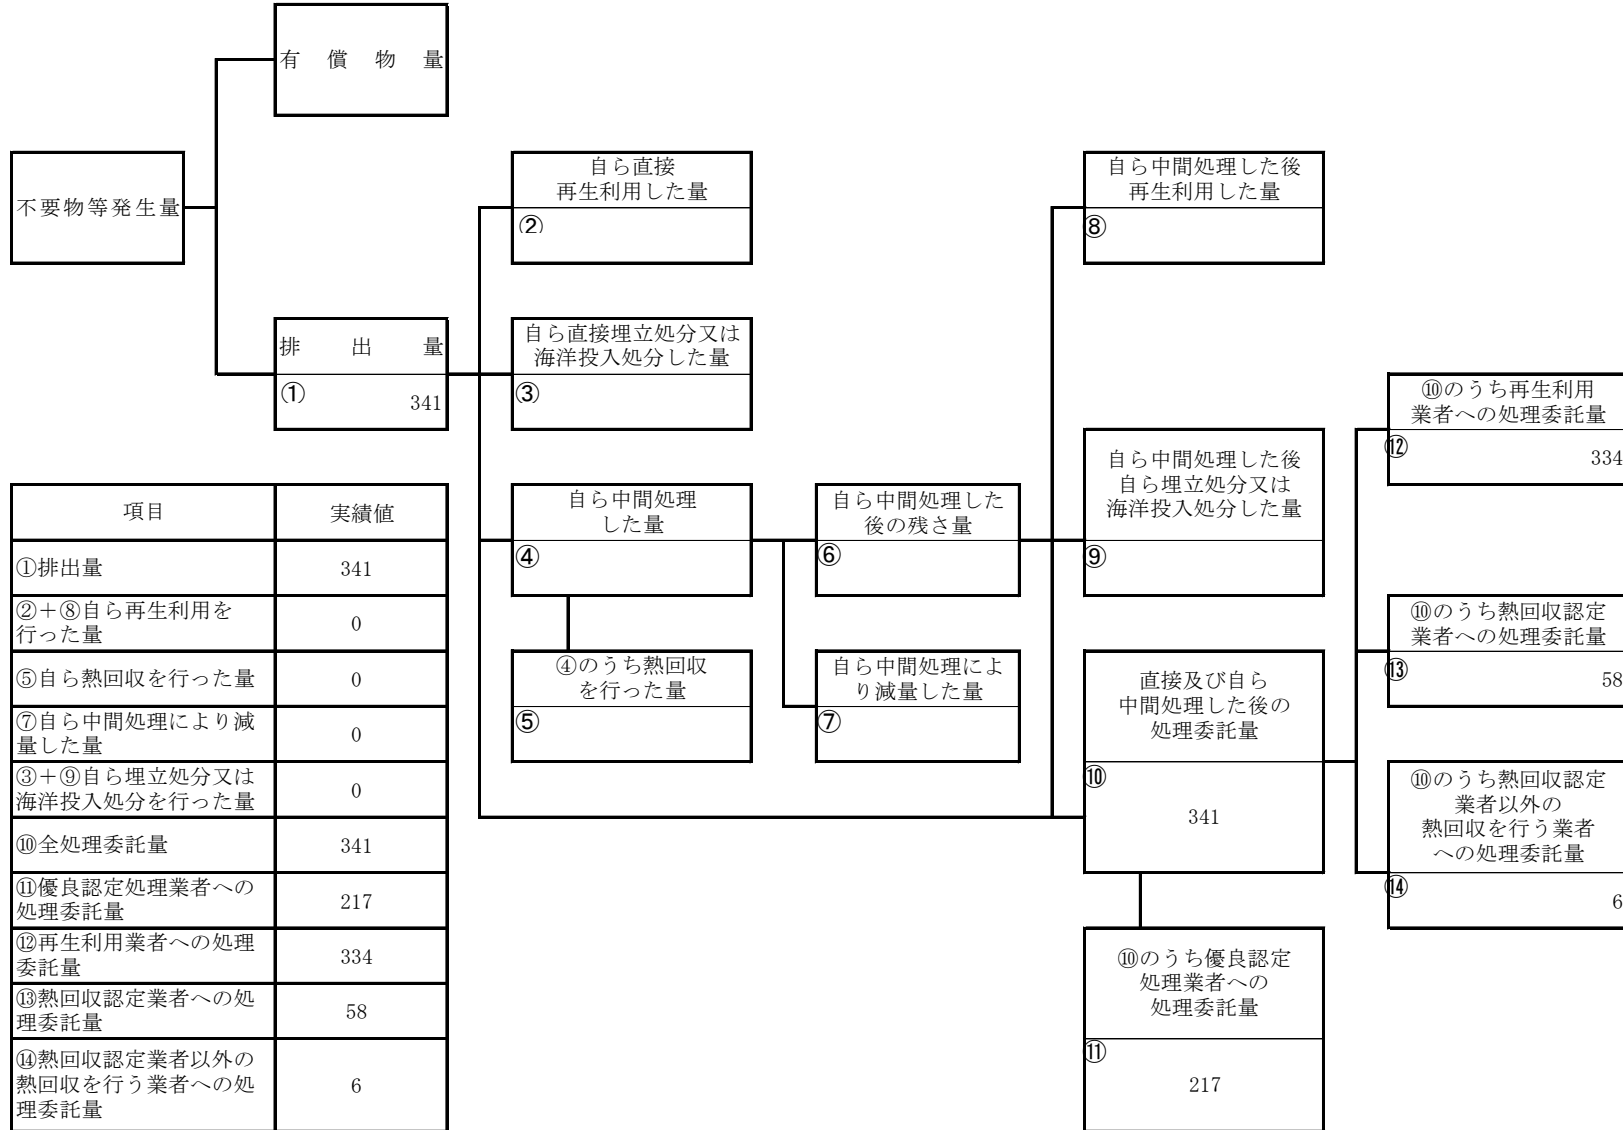 有償物量
不要物等発生量
自ら直接
再生利用した量
②
自ら中間処理した後
再生利用した量
⑧
排出量
①
341
自ら直接埋立処分又は
海洋投入処分した量
③
⑩のうち再生利用
業者への処理委託量
⑫
334
自ら中間処理
した量
④
自ら中間処理した
後の残さ量
⑥
自ら中間処理した後
自ら埋立処分又は
海洋投入処分した量
⑨
④のうち熱回収
を行った量
⑤
自ら中間処理によ
り減量した量
⑦
直接及び自ら
中間処理した後の
処理委託量
⑩
341
⑩のうち熱回収認定
業者への処理委託量
⑬
58
⑩のうち熱回収認定
業者以外の
熱回収を行う業者
への処理委託量
⑭
6
⑩のうち優良認定
処理業者への
処理委託量
⑪
217
項目 実績値
①排出量 341
②+⑧自ら再生利用を
行った量 0
⑤自ら熱回収を行った量 0
⑦自ら中間処理により減
量した量 0
③+⑨自ら埋立処分又は
海洋投入処分を行った量 0
⑩全処理委託量 341
⑪優良認定処理業者への
処理委託量 217
⑫再生利用業者への処理
委託量 334
⑬熱回収認定業者への処
理委託量 58
⑭熱回収認定業者以外の
熱回収を行う業者への処
理委託量 6